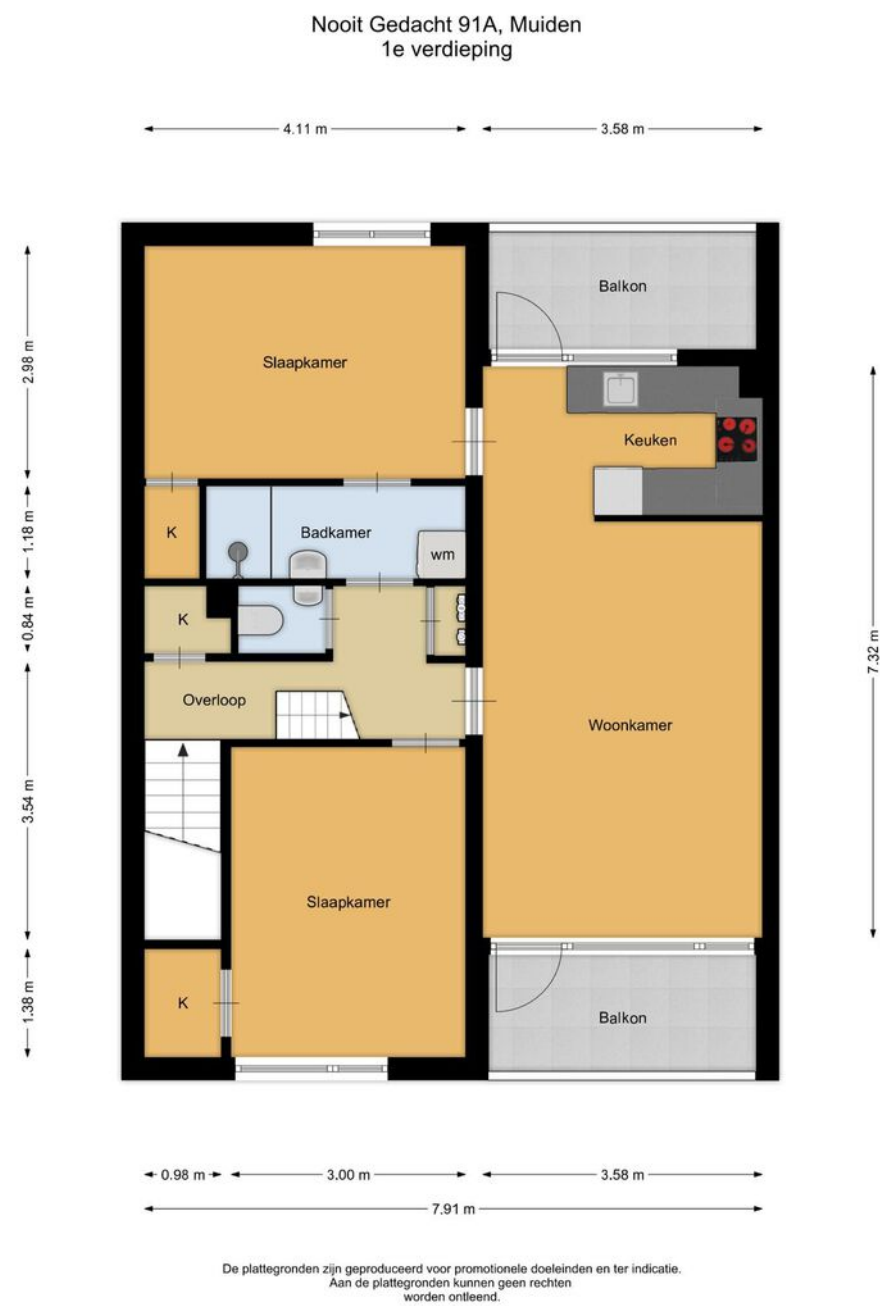 Nooit Gedacht 91A, Muiden
1e verdieping
4.11 m
3.58 m
Balkon
2.98 m
Slaapkamer
Keuken
1.18 m
K
Badkamer
wm
0.84 m
K
7.32 m
Overloop
Woonkamer
3.54 m
Slaapkamer
1.38 m
K
Balkon
0.98 m
3.00 m
3.58 m
7.91 m
De plattegronden zijn geproduceerd voor promotionele doeleinden en ter indicatie.
Aan de plattegronden kunnen geen rechten
worden ontleend.